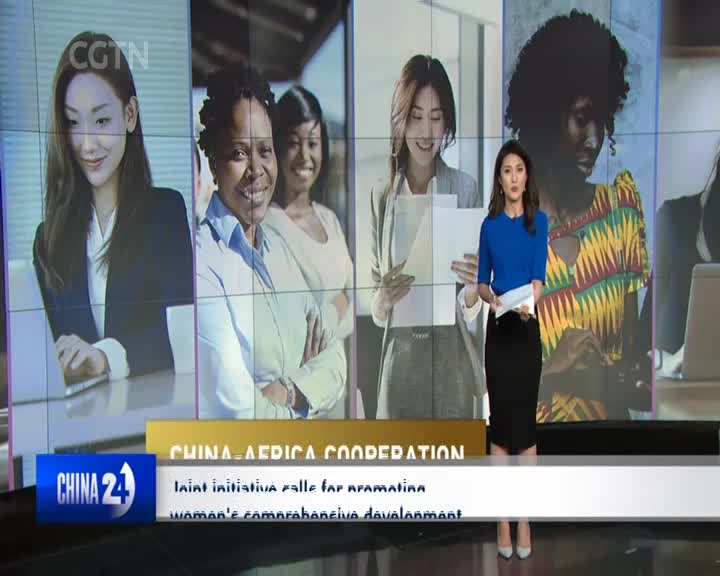 CGTN
CHINA-AFRICA COOPERATION
CHINA 24
Joint initiative calls for promoting
women's comprehensive development